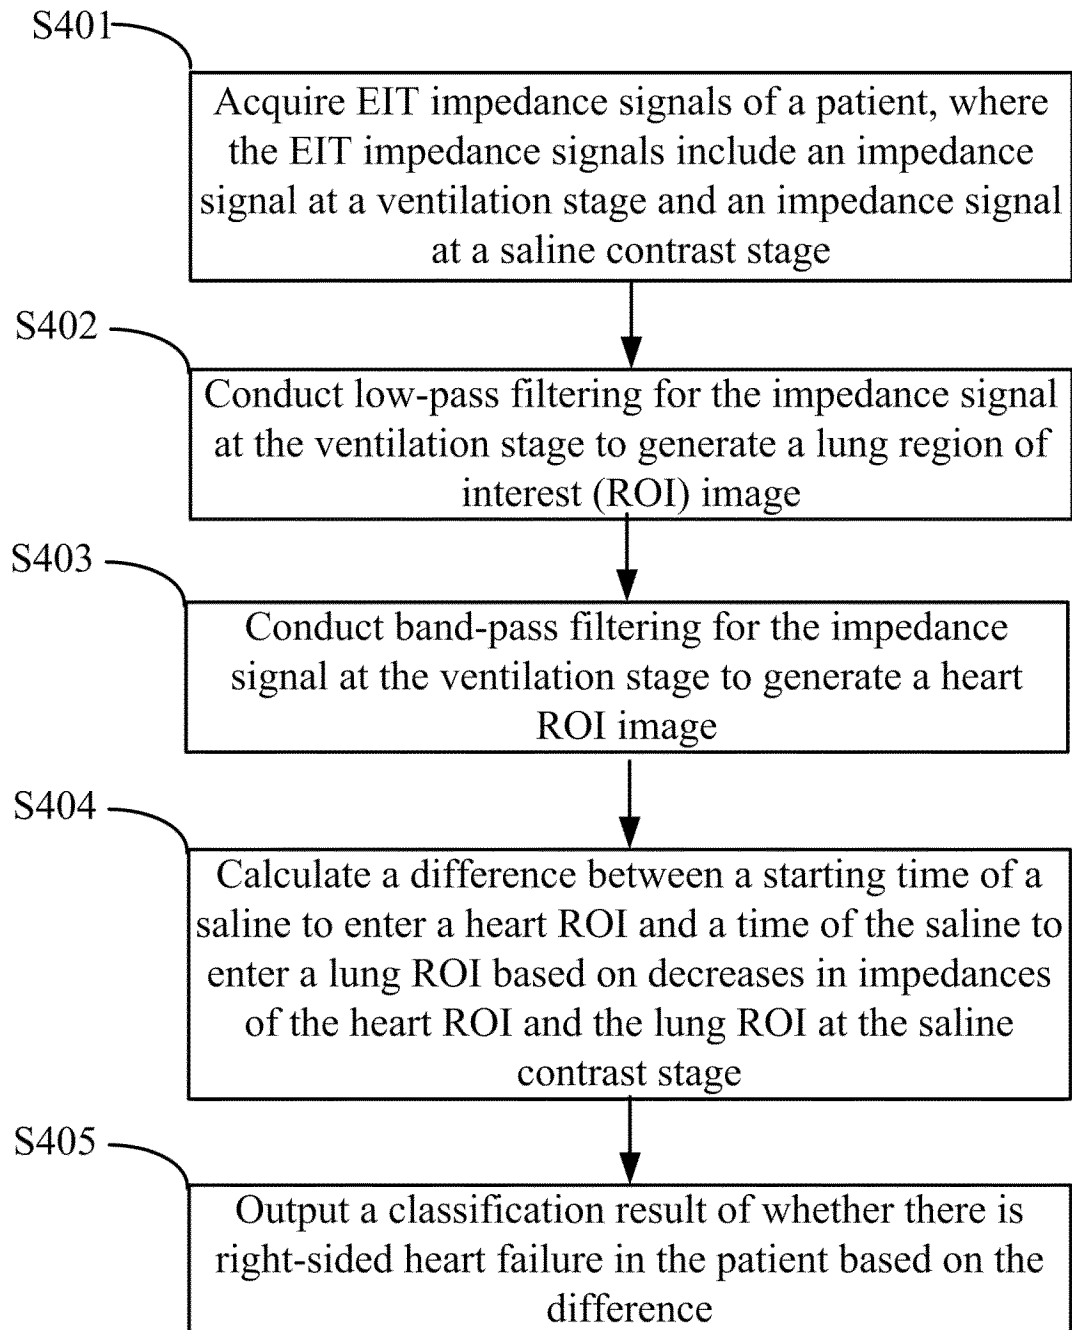 S401
Acquire EIT impedance signals of a patient, where
the EIT impedance signals include an impedance
signal at a ventilation stage and an impedance signal
at a saline contrast stage
S402
Conduct low-pass filtering for the impedance signal
at the ventilation stage to generate a lung region of
interest (ROI) image
S403
Conduct band-pass filtering for the impedance
signal at the ventilation stage to generate a heart
ROI image
S404
Calculate a difference between a starting time of a
saline to enter a heart ROI and a time of the saline to
enter a lung ROI based on decreases in impedances
of the heart ROI and the lung ROI at the saline
contrast stage
S405
Output a classification result of whether there is
right-sided heart failure in the patient based on the
difference